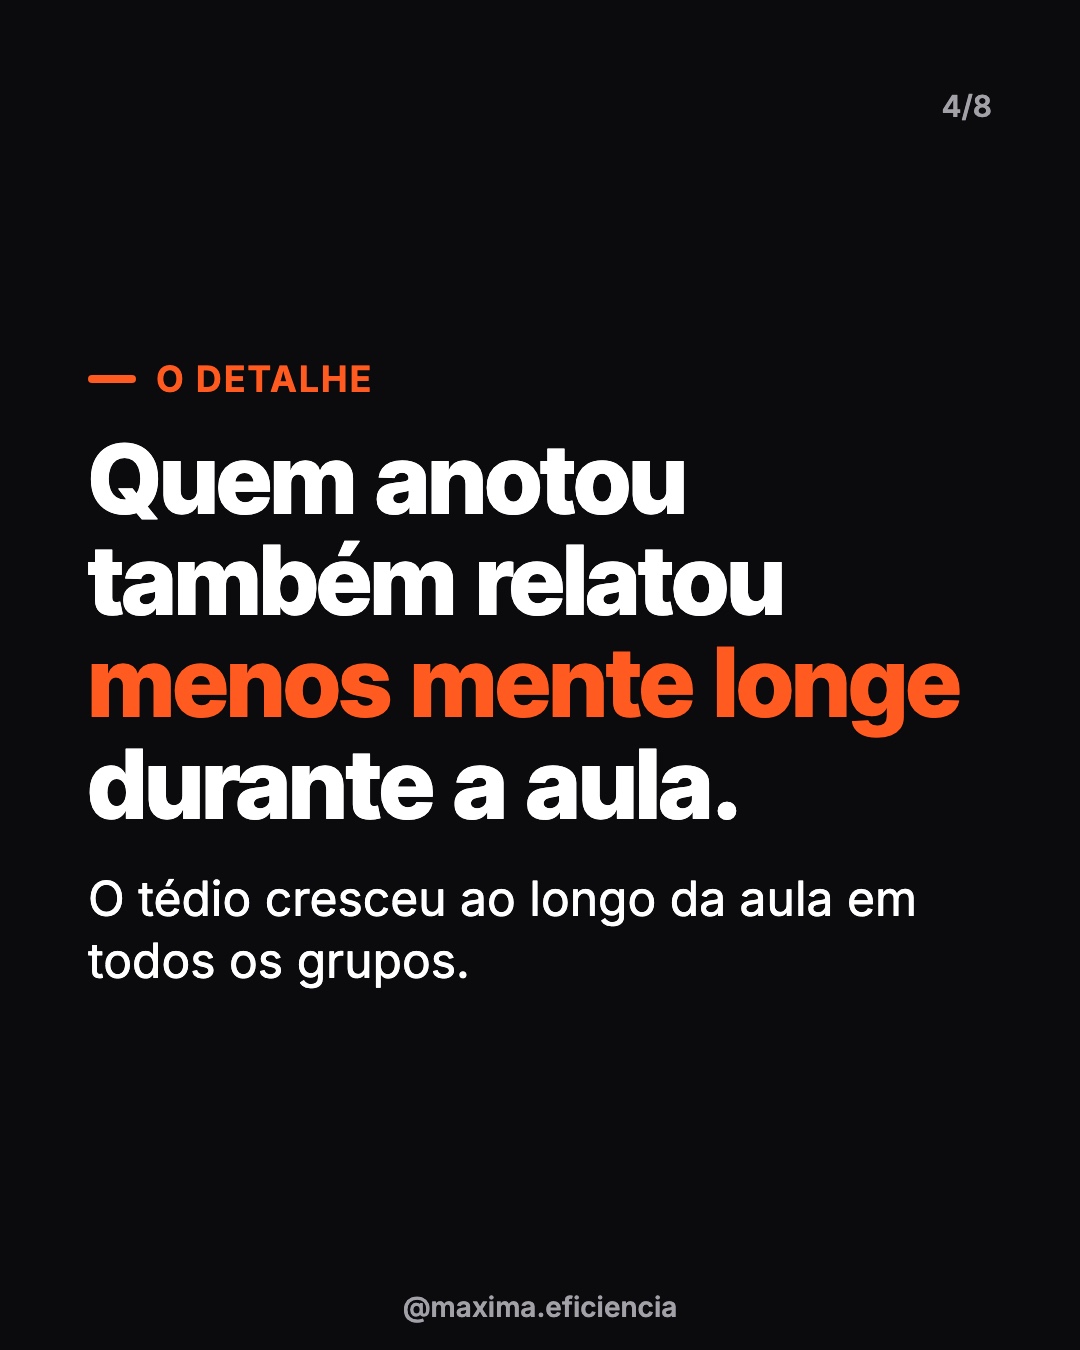 4/8
O DETALHE
Quem anotou
também relatou
menos mente longe
durante a aula.
O tédio cresceu ao longo da aula em
todos os grupos.
@maxima.eficiencia